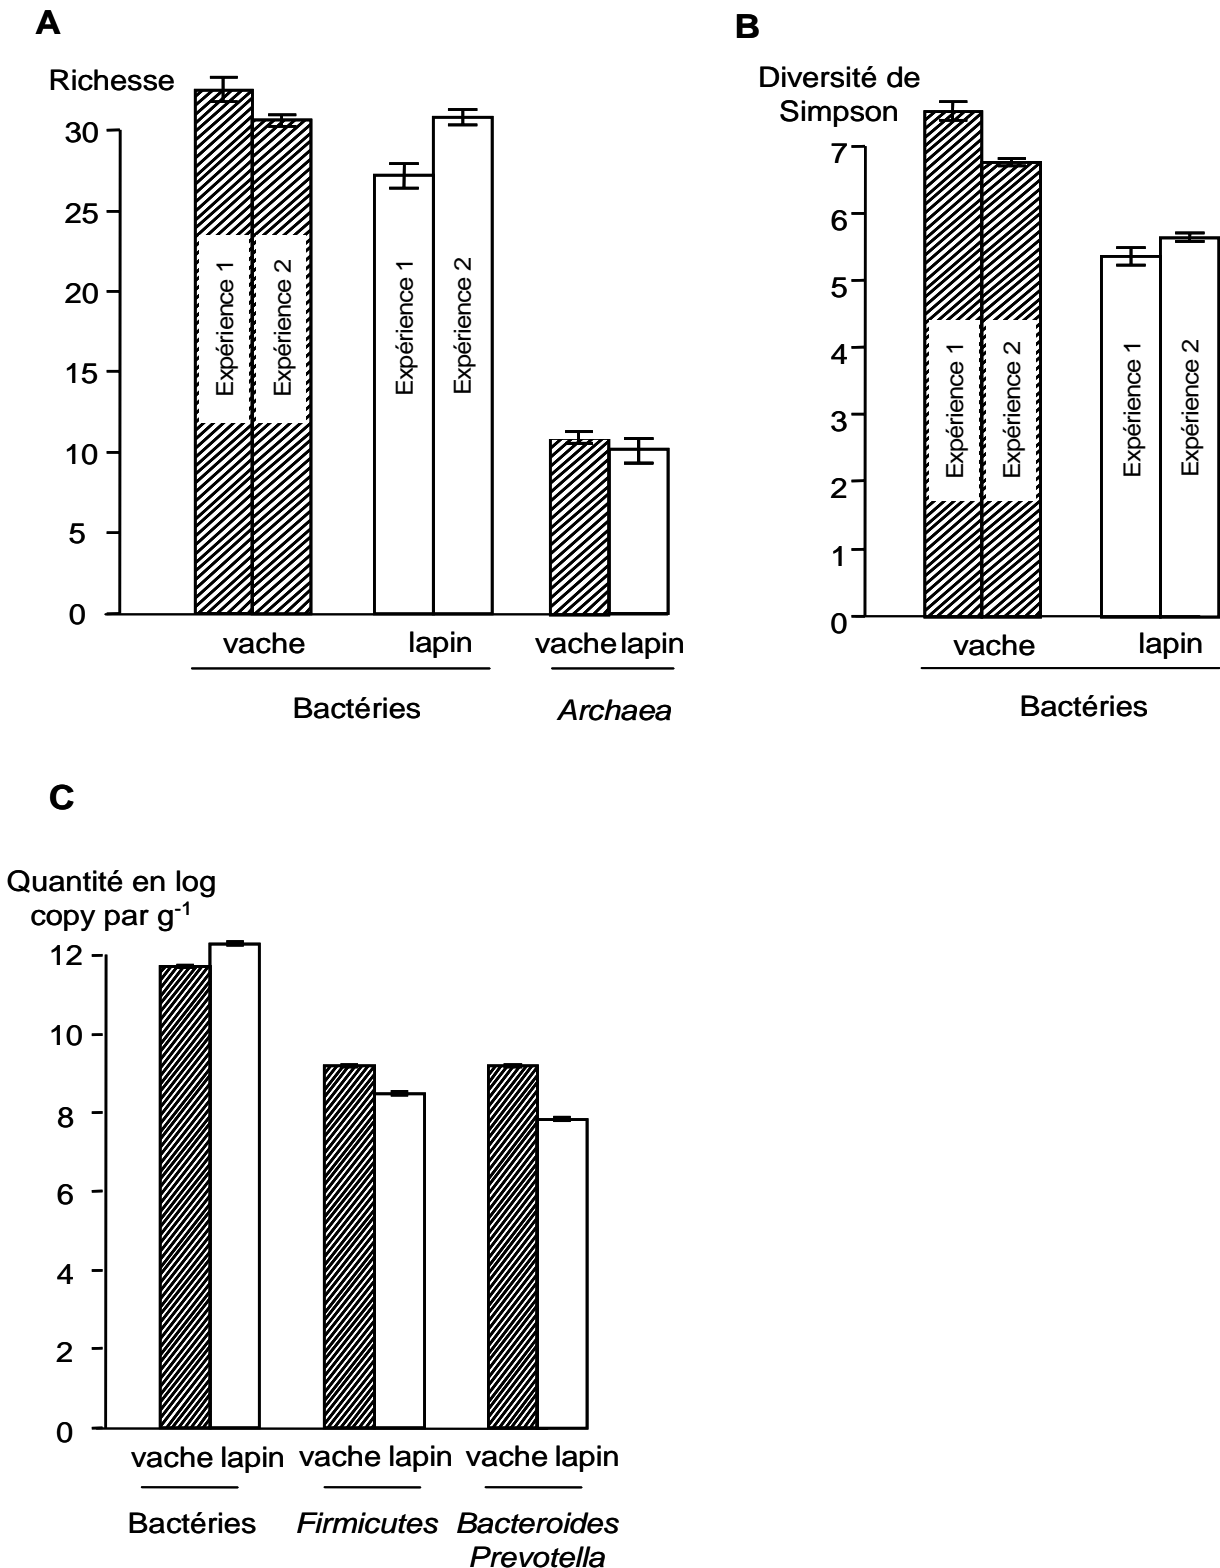 A
Richesse
30
25
20
15
10
5
0
Expérience 1
Expérience 2
Expérience 1
Expérience 2
vache
lapin
vache lapin
Bactéries
Archaea
B
Diversité de
Simpson
7
6
5
4
3
2
1
0
Expérience 1
Expérience 2
Expérience 1
Expérience 2
vache
lapin
Bactéries
C
Quantité en log
copy par g-1
12
10
8
6
4
2
0
vache lapin
vache lapin
vache lapin
Bactéries
Firmicutes
Bacteroides
Prevotella